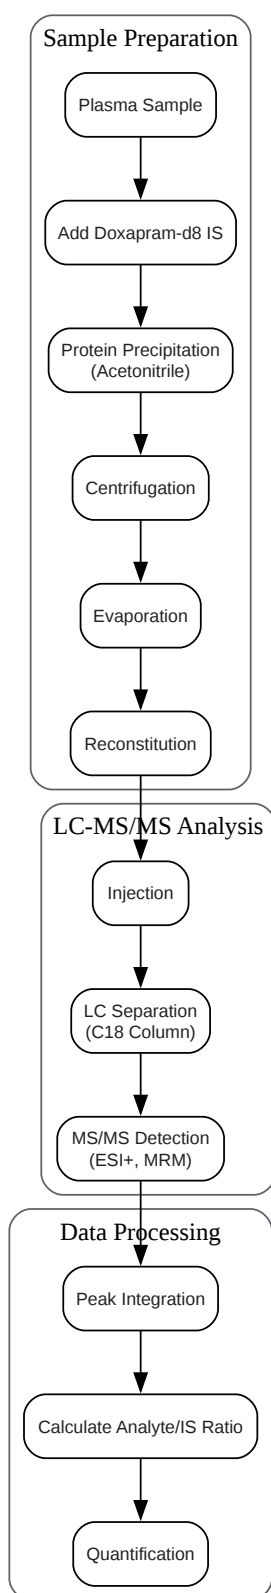 Sample Preparation
Plasma Sample
Add Doxapram-d8 IS
Protein Precipitation
(Acetonitrile)
Centrifugation
Evaporation
Reconstitution
LC-MS/MS Analysis
Injection
LC Separation
(C18 Column)
MS/MS Detection
(ESI+, MRM)
Data Processing
Peak Integration
Calculate Analyte/IS Ratio
Quantification